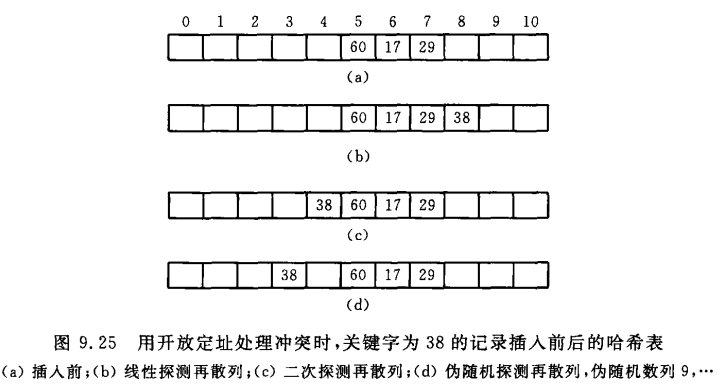 0 1 2 3 4 5 6 7 8 9 10
60 17 29
(a)
60 17 29 38
(b)
38 60 17 29
(c)
38 60 17 29
(d)
图 9.25 用开放定址处理冲突时,关键字为 38 的记录插入前后的哈希表
(a) 插入前;(b) 线性探测再散列;(c) 二次探测再散列;(d) 伪随机探测再散列,伪随机数列 9,…